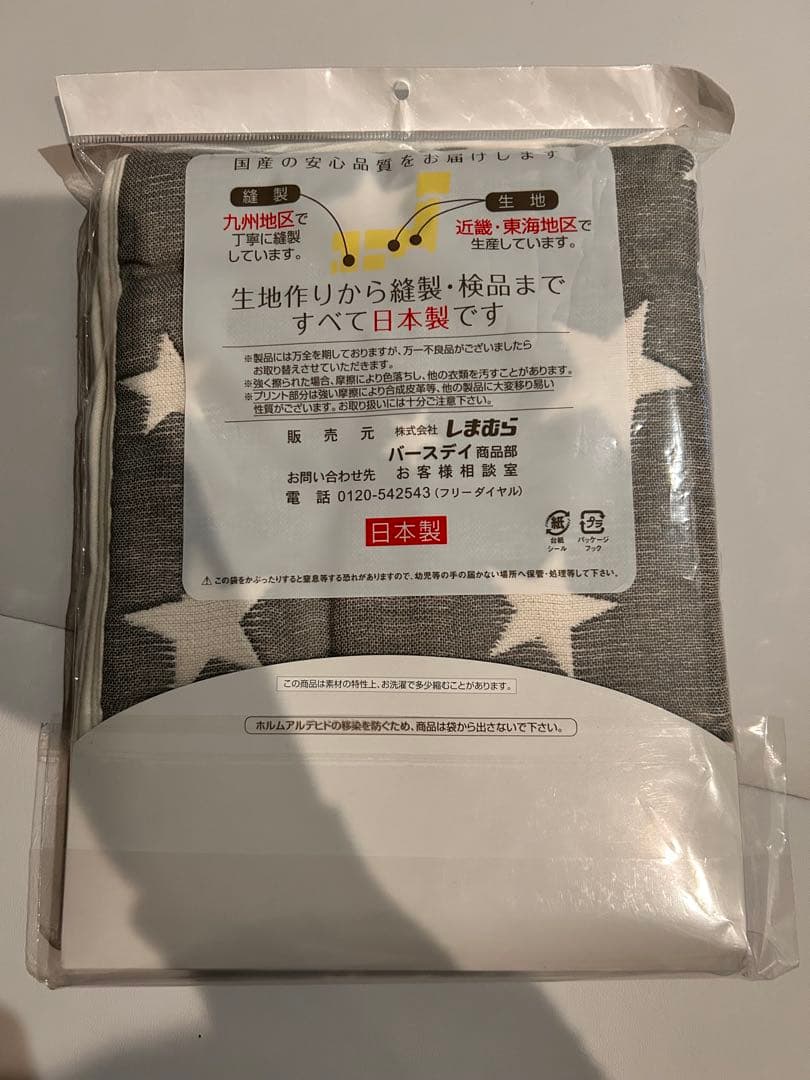 国産の安心品質をお届けします
縫製
九州地区で
丁寧に縫製
しています。
生地
近畿・東海地区で
生産しています。
生地作りから縫製・検品まで
すべて日本製です
※製品には万全を期しておりますが、万一不良品がございましたら
お取り替えさせていただきます。
※強く擦られた場合、摩擦により色落ちし、他の衣類を汚すことがあります。
※プリント部分は強い摩擦により合成皮革等、他の製品に大変移り易い
性質がございます。お取り扱いには十分ご注意下さい。
販売元 株式会社 しまむら
バースデイ商品部
お問い合わせ先 お客様相談室
電話 0120-542543(フリーダイヤル)
日本製
紙
台紙
シール
プラ
パッケージ
フック
⚠この袋をかぶったりすると窒息等する恐れがありますので、幼児等の手の届かない場所へ保管・処理等して下さい。
この商品は素材の特性上、お洗濯で多少縮むことがあります。
ホルムアルデヒドの移染を防ぐため、商品は袋から出さないで下さい。